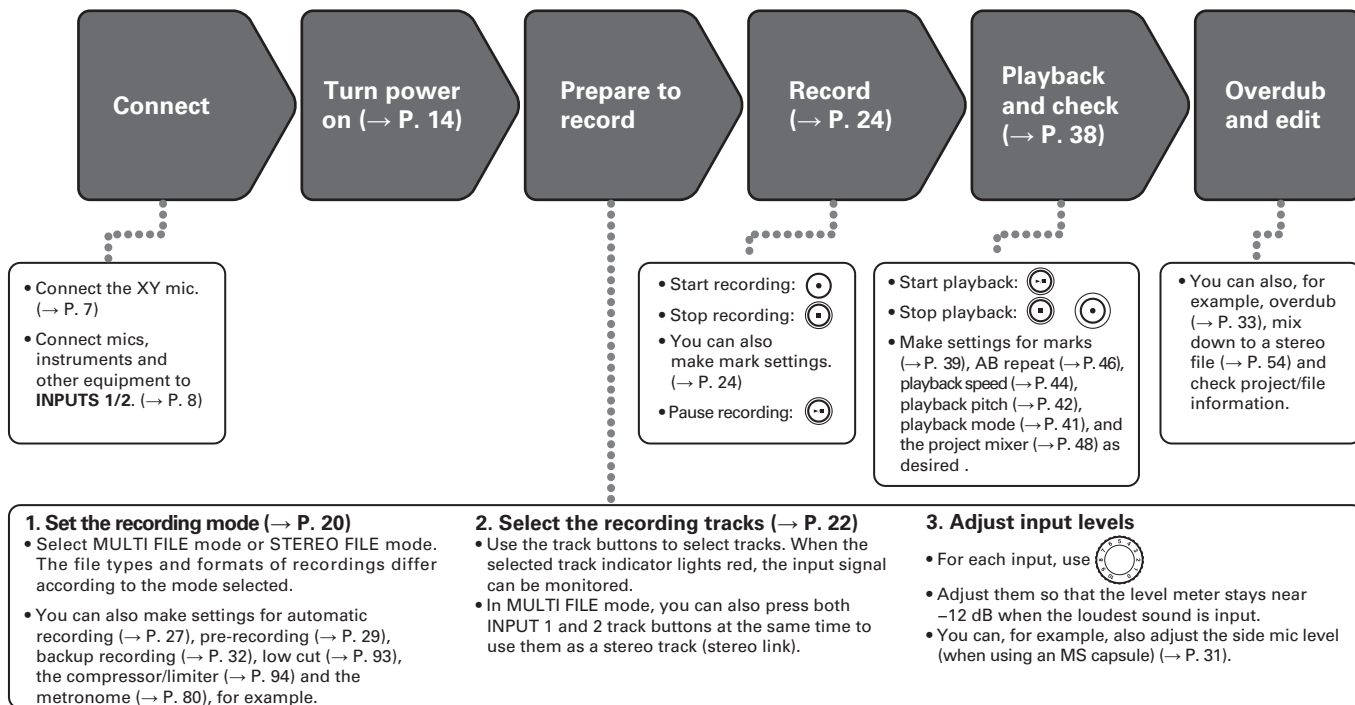 Connect
Turn power
on (→ P. 14)
Prepare to
record
Record
(→ P. 24)
Playback
and check
(→ P. 38)
Overdub
and edit
• Connect the XY mic.
(→ P. 7)
• Connect mics,
instruments and
other equipment to
INPUTS 1/2. (→ P. 8)
• Start recording:
• Stop recording:
• You can also
make mark settings.
(→ P. 24)
• Pause recording:
• Start playback:
• Stop playback:
• Make settings for marks
(→ P. 39), AB repeat (→ P. 46),
playback speed (→ P. 44),
playback pitch (→ P. 42),
playback mode (→ P. 41), and
the project mixer (→ P. 48) as
desired .
• You can also, for
example, overdub
(→ P. 33), mix
down to a stereo
file (→ P. 54) and
check project/file
information.
1. Set the recording mode (→ P. 20)
• Select MULTI FILE mode or STEREO FILE mode.
The file types and formats of recordings differ
according to the mode selected.
• You can also make settings for automatic
recording (→ P. 27), pre-recording (→ P. 29),
backup recording (→ P. 32), low cut (→ P. 93),
the compressor/limiter (→ P. 94) and the
metronome (→ P. 80), for example.
2. Select the recording tracks (→ P. 22)
• Use the track buttons to select tracks. When the
selected track indicator lights red, the input signal
can be monitored.
• In MULTI FILE mode, you can also press both
INPUT 1 and 2 track buttons at the same time to
use them as a stereo track (stereo link).
3. Adjust input levels
• For each input, use
• Adjust them so that the level meter stays near
−12 dB when the loudest sound is input.
• You can, for example, also adjust the side mic level
(when using an MS capsule) (→ P. 31).